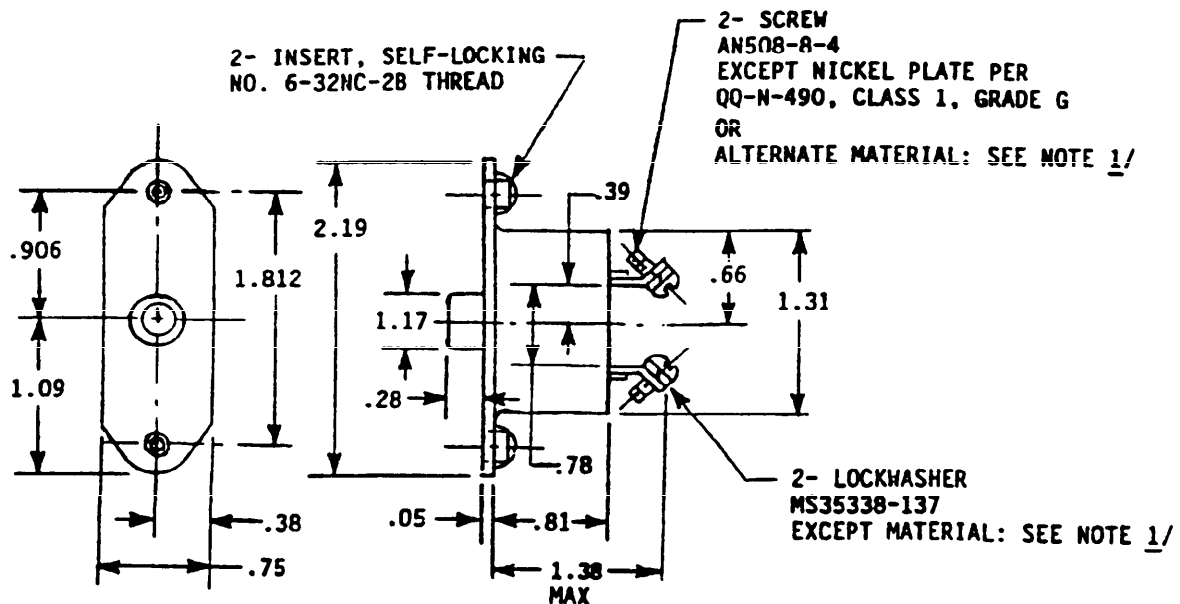 2- SCREW
AN508-8-4
EXCEPT NICKEL PLATE PER
QQ-N-490, CLASS 1, GRADE G
OR
ALTERNATE MATERIAL: SEE NOTE 1/
2- INSERT, SELF-LOCKING
NO. 6-32NC-2B THREAD
.39
2.19
.906
1.812
.66
1.17
1.31
1.09
.28
.78
2- LOCKWASHER
MS35338-137
EXCEPT MATERIAL: SEE NOTE 1/
.38
.05
.81
.75
1.38
MAX